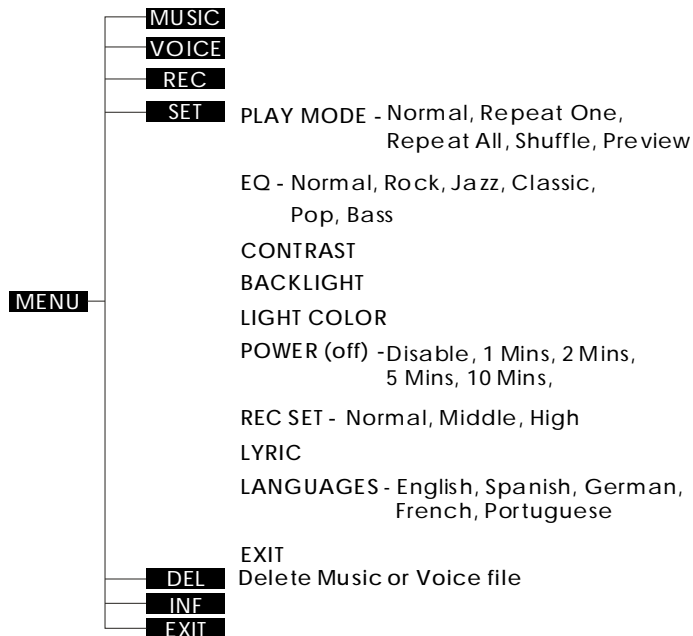 MUSIC
VOICE
REC
SET
PLAY MODE - Normal, Repeat One,
Repeat All, Shuffle, Preview
EQ - Normal, Rock, Jazz, Classic,
Pop, Bass
CONTRAST
BACKLIGHT
MENU
LIGHT COLOR
POWER (off) -Disable, 1 Mins, 2 Mins,
5 Mins, 10 Mins,
REC SET - Normal, Middle, High
LYRIC
LANGUAGES - English, Spanish, German,
French, Portuguese
EXIT
DEL Delete Music or Voice file
INF
EXIT